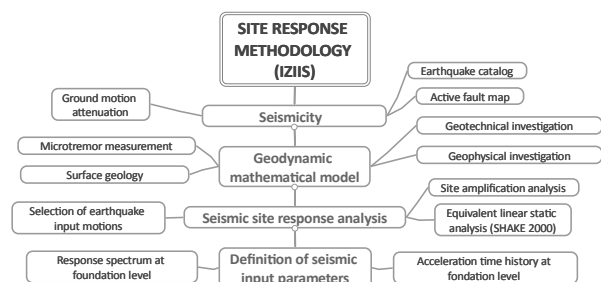 SITE RESPONSE
METHODOLOGY
(IZIIS)
Earthquake catalog
Active fault map
Ground motion
attenuation
Seismicity
Geotechnical investigation
Microtremor measurement
Geodynamic
mathematical model
Geophysical investigation
Surface geology
Site amplification analysis
Selection of earthquake
input motions
Seismic site response analysis
Equivalent linear static
analysis (SHAKE 2000)
Response spectrum at
foundation level
Definition of seismic
input parameters
Acceleration time history at
fondation level